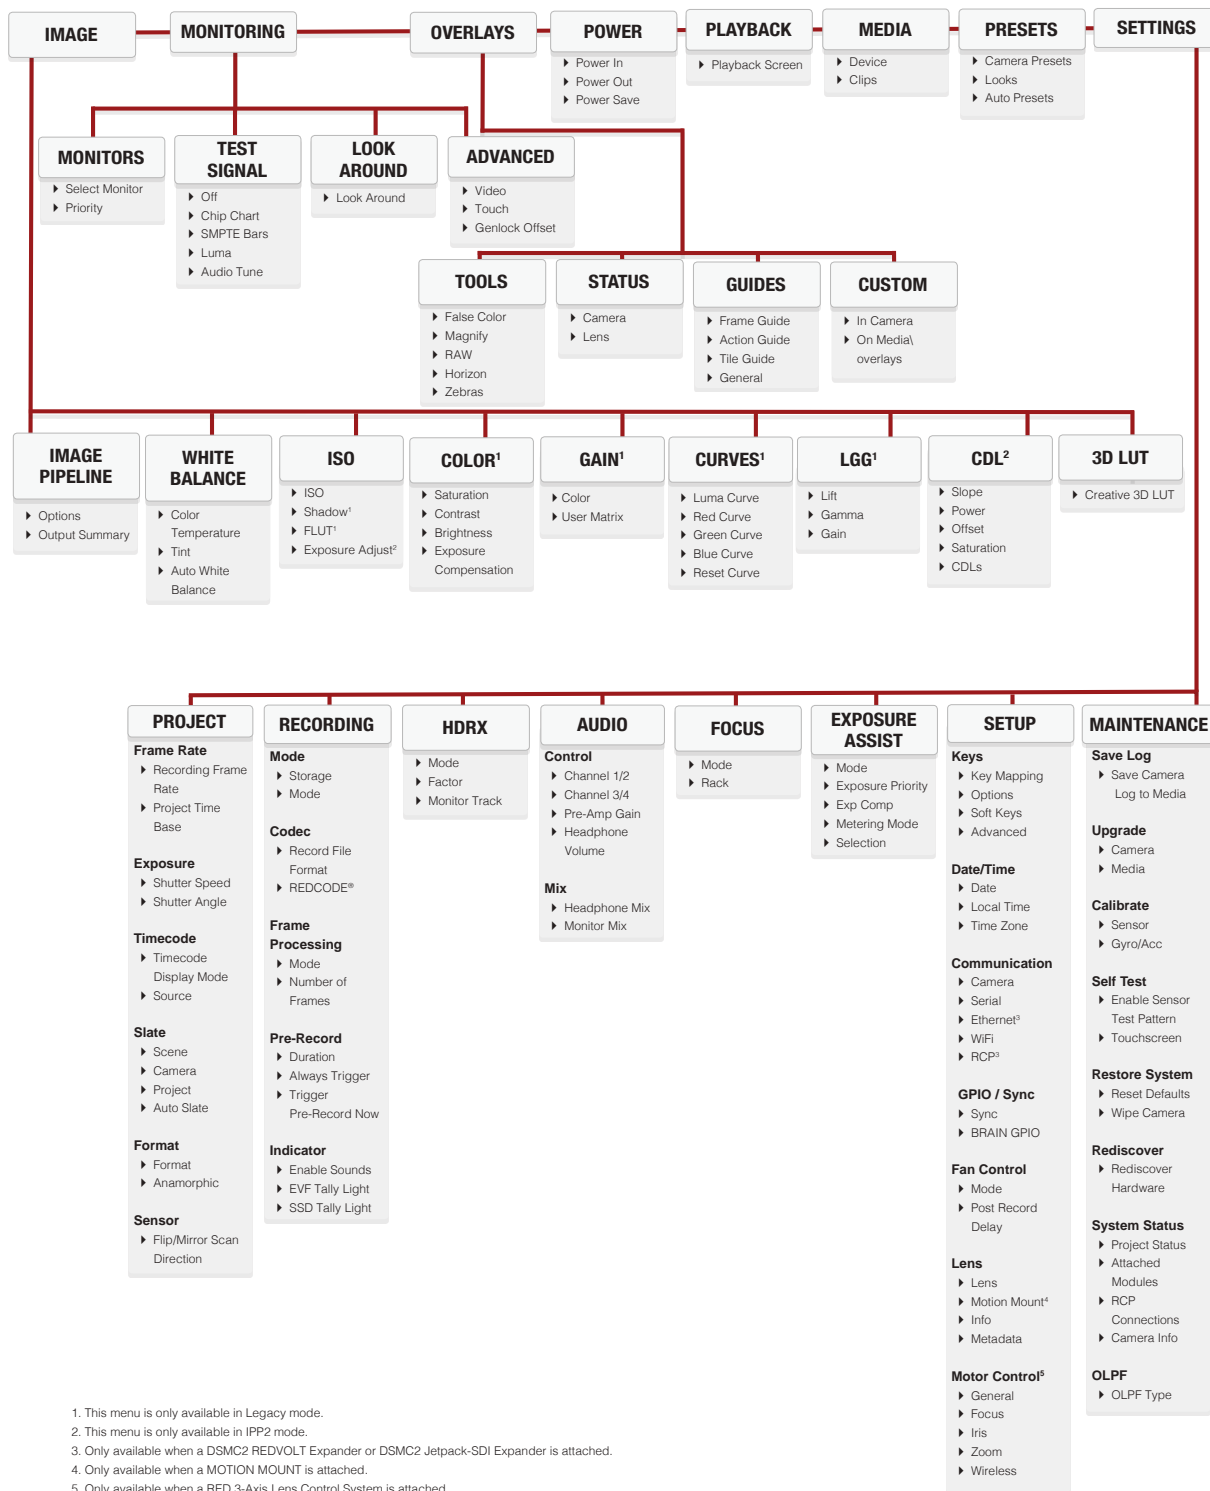 IMAGE
MONITORING
OVERLAYS
POWER
▸ Power In
▸ Power Out
▸ Power Save
PLAYBACK
▸ Playback Screen
MEDIA
▸ Device
▸ Clips
PRESETS
▸ Camera Presets
▸ Looks
▸ Auto Presets
SETTINGS
MONITORS
▸ Select Monitor
▸ Priority
TEST
SIGNAL
▸ Off
▸ Chip Chart
▸ SMPTE Bars
▸ Luma
▸ Audio Tune
LOOK
AROUND
▸ Look Around
ADVANCED
▸ Video
▸ Touch
▸ Genlock Offset
TOOLS
▸ False Color
▸ Magnify
▸ RAW
▸ Horizon
▸ Zebras
STATUS
▸ Camera
▸ Lens
GUIDES
▸ Frame Guide
▸ Action Guide
▸ Tile Guide
▸ General
CUSTOM
▸ In Camera
▸ On Media\
overlays
IMAGE
PIPELINE
▸ Options
▸ Output Summary
WHITE
BALANCE
▸ Color
Temperature
▸ Tint
▸ Auto White
Balance
ISO
▸ ISO
▸ Shadow¹
▸ FLUT¹
▸ Exposure Adjust²
COLOR¹
▸ Saturation
▸ Contrast
▸ Brightness
▸ Exposure
Compensation
GAIN¹
▸ Color
▸ User Matrix
CURVES¹
▸ Luma Curve
▸ Red Curve
▸ Green Curve
▸ Blue Curve
▸ Reset Curve
LGG¹
▸ Lift
▸ Gamma
▸ Gain
CDL²
▸ Slope
▸ Power
▸ Offset
▸ Saturation
▸ CDLs
3D LUT
▸ Creative 3D LUT
PROJECT
Frame Rate
▸ Recording Frame
Rate
▸ Project Time
Base
Exposure
▸ Shutter Speed
▸ Shutter Angle
Timecode
▸ Timecode
Display Mode
▸ Source
Slate
▸ Scene
▸ Camera
▸ Project
▸ Auto Slate
Format
▸ Format
▸ Anamorphic
Sensor
▸ Flip/Mirror Scan
Direction
RECORDING
Mode
▸ Storage
▸ Mode
Codec
▸ Record File
Format
▸ REDCODE®
Frame
Processing
▸ Mode
▸ Number of
Frames
Pre-Record
▸ Duration
▸ Always Trigger
▸ Trigger
Pre-Record Now
Indicator
▸ Enable Sounds
▸ EVF Tally Light
▸ SSD Tally Light
HDRX
▸ Mode
▸ Factor
▸ Monitor Track
AUDIO
Control
▸ Channel 1/2
▸ Channel 3/4
▸ Pre-Amp Gain
▸ Headphone
Volume
Mix
▸ Headphone Mix
▸ Monitor Mix
FOCUS
▸ Mode
▸ Rack
EXPOSURE
ASSIST
▸ Mode
▸ Exposure Priority
▸ Exp Comp
▸ Metering Mode
▸ Selection
SETUP
Keys
▸ Key Mapping
▸ Options
▸ Soft Keys
▸ Advanced
Date/Time
▸ Date
▸ Local Time
▸ Time Zone
Communication
▸ Camera
▸ Serial
▸ Ethernet³
▸ WiFi
▸ RCP³
GPIO / Sync
▸ Sync
▸ BRAIN GPIO
Fan Control
▸ Mode
▸ Post Record
Delay
Lens
▸ Lens
▸ Motion Mount⁴
▸ Info
▸ Metadata
Motor Control⁵
▸ General
▸ Focus
▸ Iris
▸ Zoom
▸ Wireless
MAINTENANCE
Save Log
▸ Save Camera
Log to Media
Upgrade
▸ Camera
▸ Media
Calibrate
▸ Sensor
▸ Gyro/Acc
Self Test
▸ Enable Sensor
Test Pattern
▸ Touchscreen
Restore System
▸ Reset Defaults
▸ Wipe Camera
Rediscover
▸ Rediscover
Hardware
System Status
▸ Project Status
▸ Attached
Modules
▸ RCP
Connections
▸ Camera Info
OLPF
▸ OLPF Type
1. This menu is only available in Legacy mode.
2. This menu is only available in IPP2 mode.
3. Only available when a DSMC2 REDVOLT Expander or DSMC2 Jetpack-SDI Expander is attached.
4. Only available when a MOTION MOUNT is attached.
5. Only available when a RED 3-Axis Lens Control System is attached.